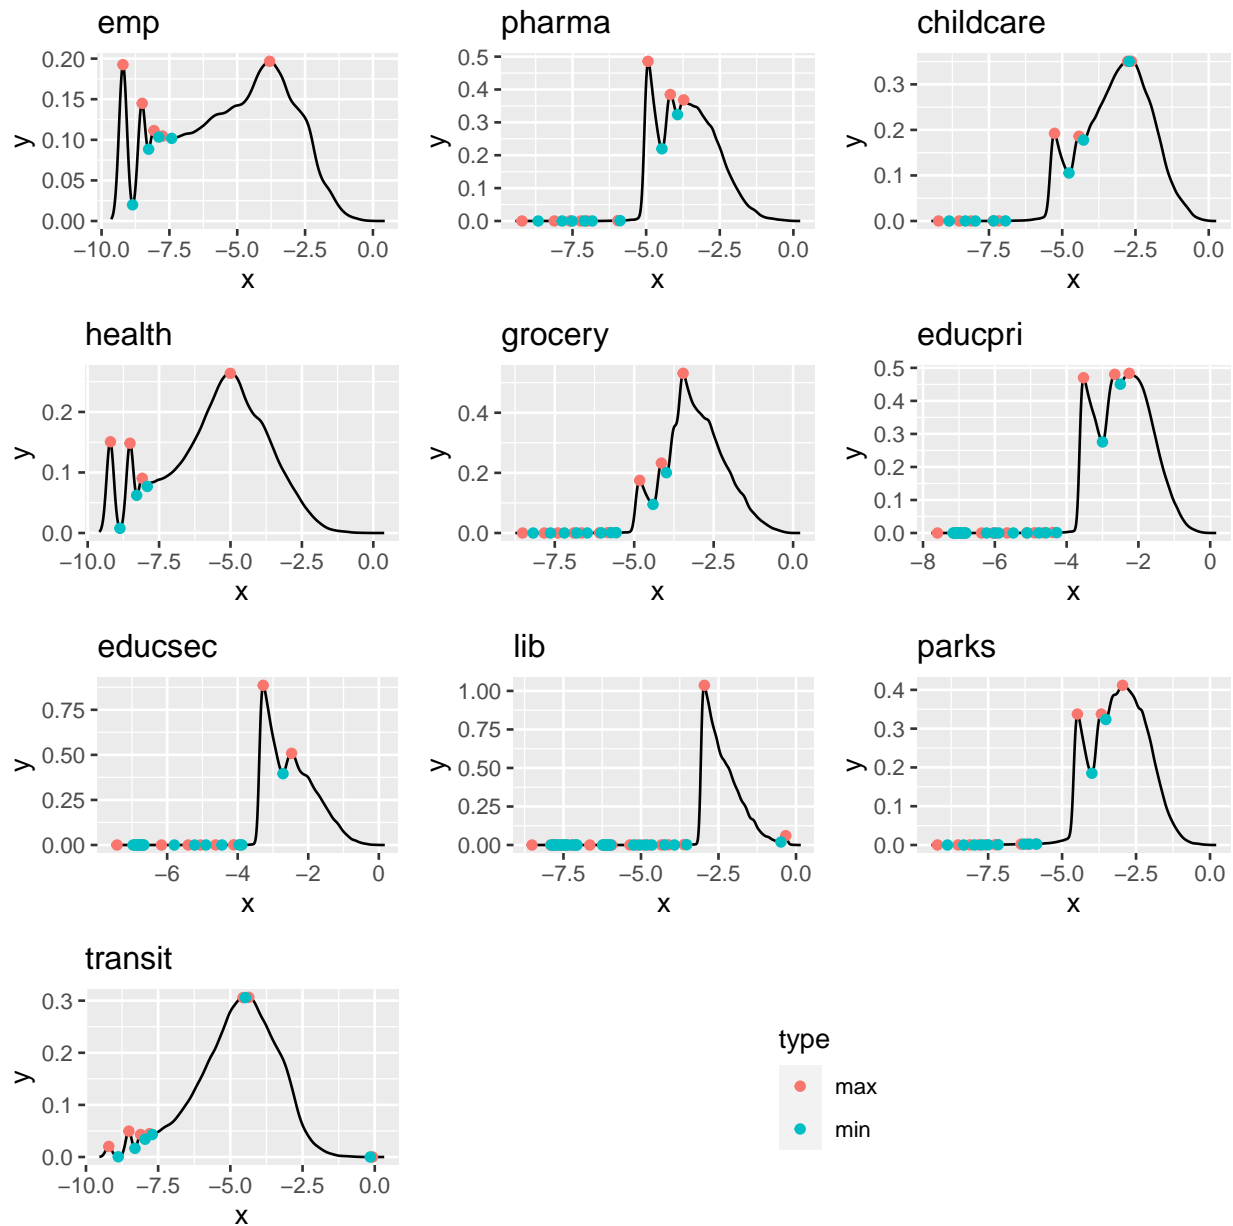 emp
pharma
childcare
0.20
0.15
0.10
0.05
0.00
y
−10.0 −7.5 −5.0 −2.5 0.0
x
0.5
0.4
0.3
0.2
0.1
0.0
y
−7.5 −5.0 −2.5 0.0
x
0.3
0.2
0.1
0.0
y
−7.5 −5.0 −2.5 0.0
x
health
grocery
educpri
0.2
0.1
0.0
y
−10.0 −7.5 −5.0 −2.5 0.0
x
0.4
0.2
0.0
y
−7.5 −5.0 −2.5 0.0
x
0.5
0.4
0.3
0.2
0.1
0.0
y
−8 −6 −4 −2 0
x
educsec
lib
parks
0.75
0.50
0.25
0.00
y
−6 −4 −2 0
x
1.00
0.75
0.50
0.25
0.00
y
−7.5 −5.0 −2.5 0.0
x
0.4
0.3
0.2
0.1
0.0
y
−7.5 −5.0 −2.5 0.0
x
transit
0.3
0.2
0.1
0.0
y
−10.0 −7.5 −5.0 −2.5 0.0
x
type
max
min